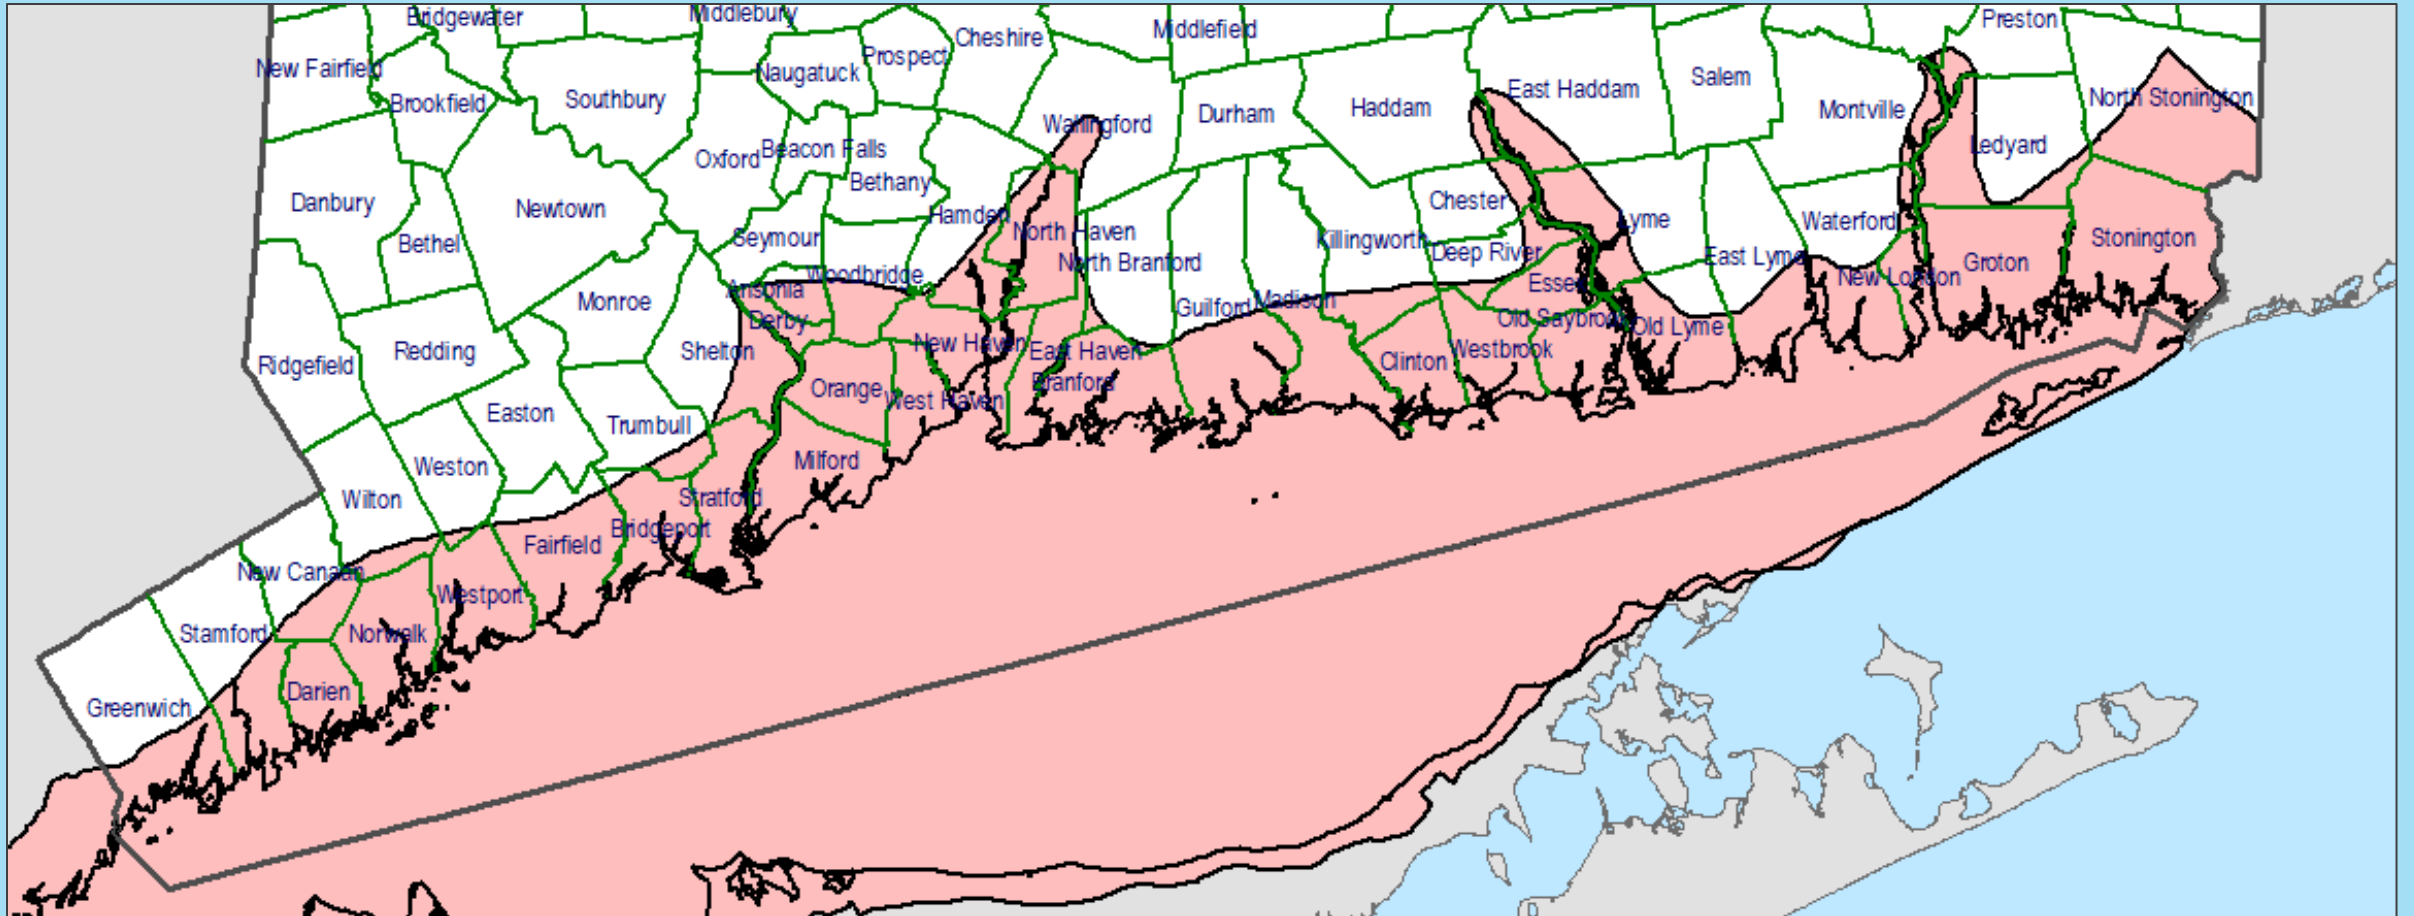 Bridgewater
Middlebury
Middlefield
Preston
New Fairfield
Brookfield
Southbury
Naugatuck
Prospect
Cheshire
Durham
Haddam
East Haddam
Salem
Montville
North Stonington
Wallingford
Oxford
Beacon Falls
Bethany
Ledyard
Danbury
Bethel
Newtown
Seymour
Hamden
North Haven
North Branford
Chester
Killingworth
Deep River
Lyme
East Lyme
Waterford
Stonington
Groton
New London
Woodbridge
Ansonia
Derby
Monroe
Guilford
Madison
Essex
Old Saybrook
Old Lyme
Ridgefield
Redding
Shelton
New Haven
East Haven
Branford
Clinton
Westbrook
Orange
West Haven
Easton
Trumbull
Weston
Wilton
Milford
Stratford
Bridgeport
Fairfield
New Canaan
Westport
Stamford
Norwalk
Darien
Greenwich